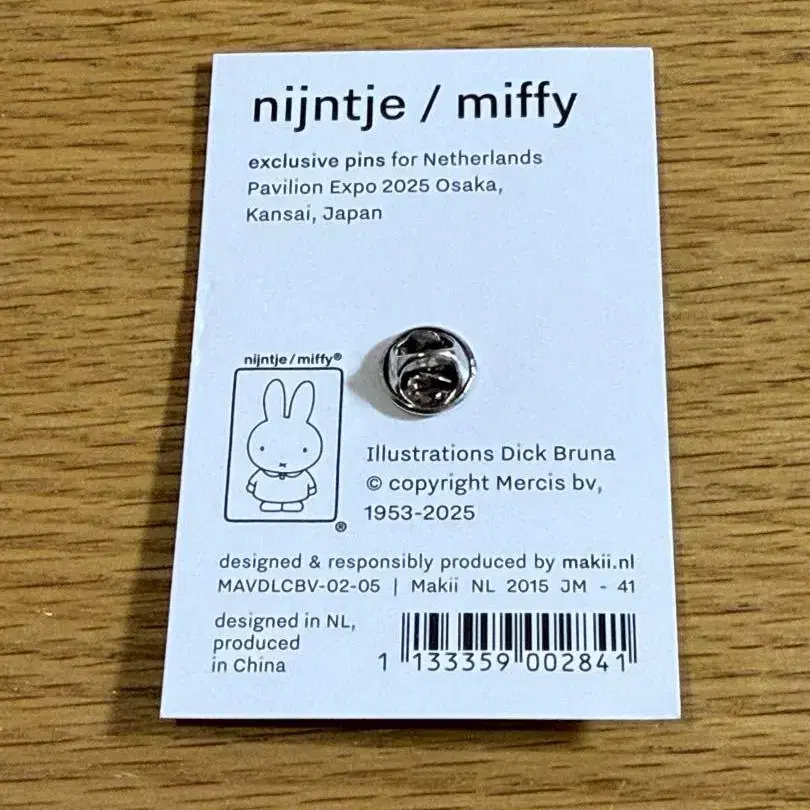 nijntje / miffy
exclusive pins for Netherlands
Pavilion Expo 2025 Osaka,
Kansai, Japan
nijntje/miffy®
®
Illustrations Dick Bruna
© copyright Mercis bv,
1953-2025
designed & responsibly produced by makii.nl
MAVDLCBV-02-05 | Makii NL 2015 JM - 41
designed in NL,
produced
in China
1 133359 002841